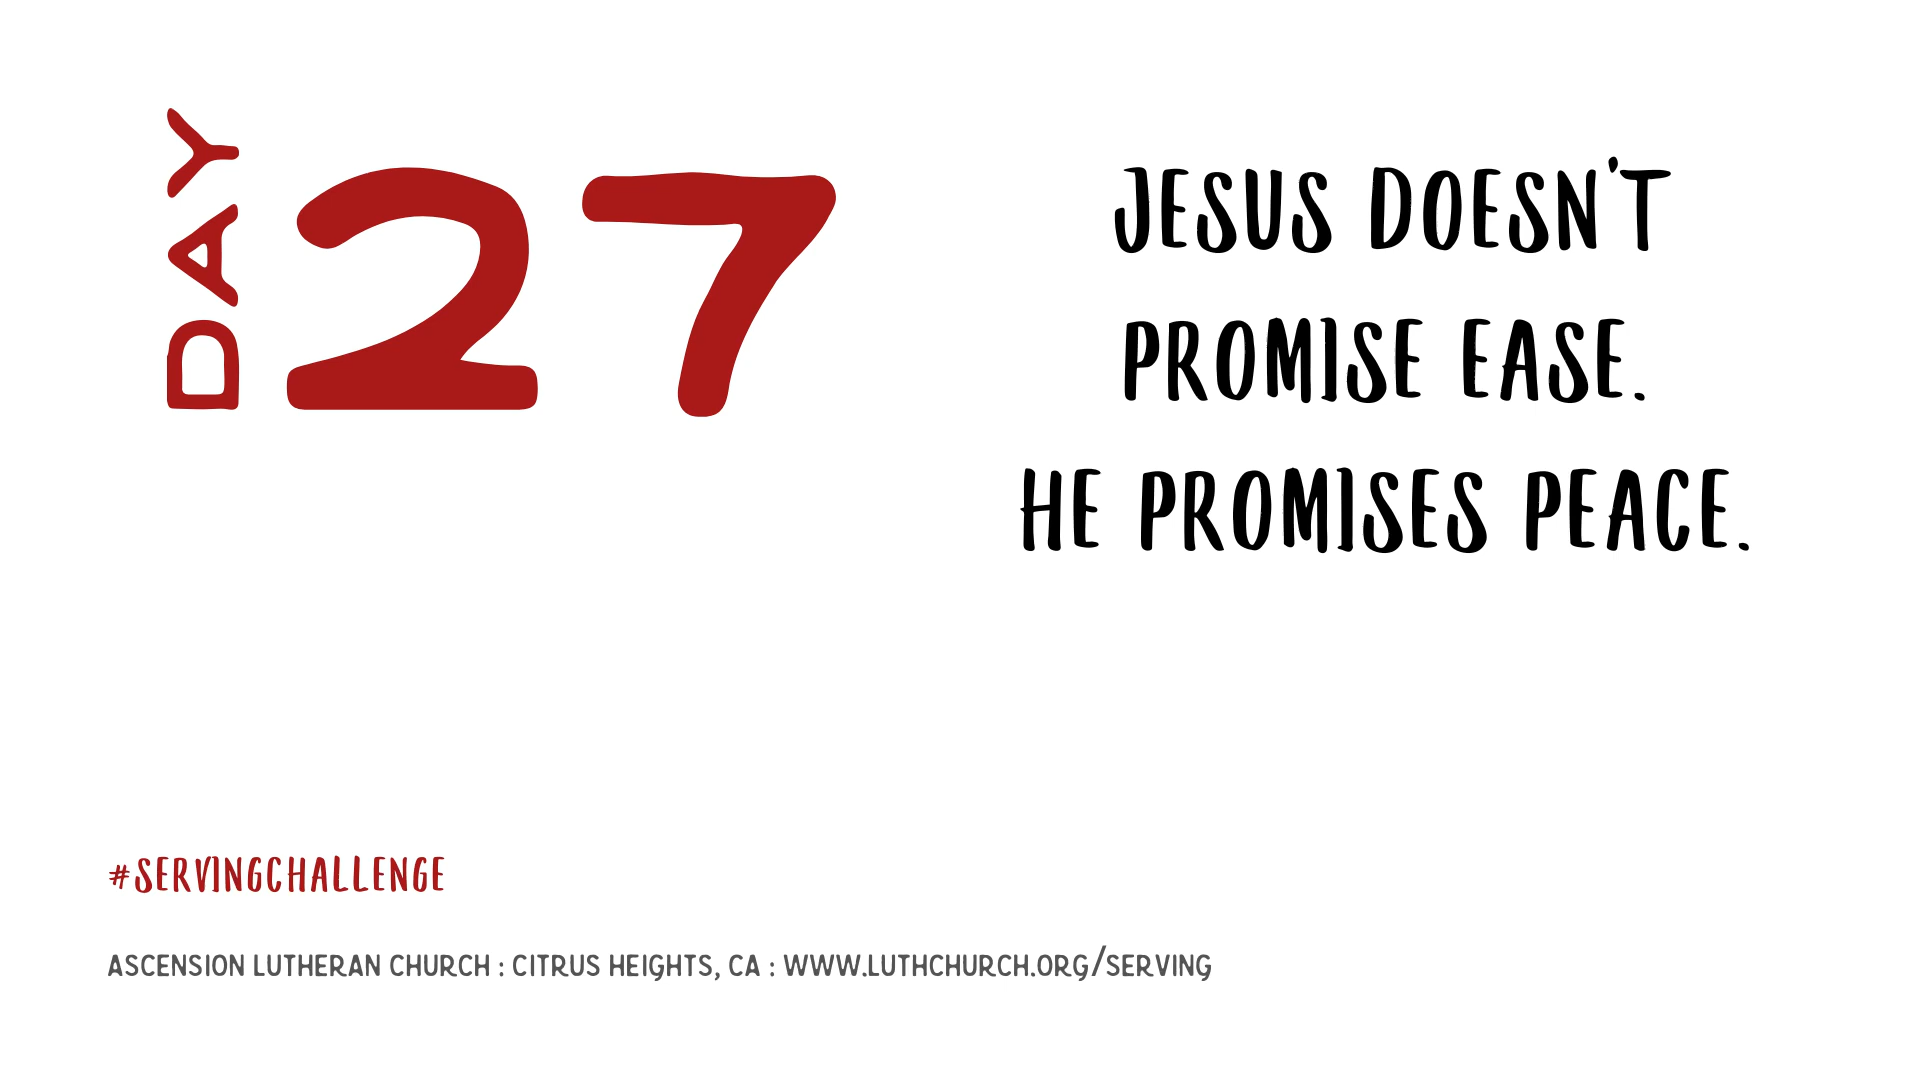 DAY 27
JESUS DOESN'T
PROMISE EASE.
HE PROMISES PEACE.
#SERVINGCHALLENGE
ASCENSION LUTHERAN CHURCH : CITRUS HEIGHTS, CA : WWW.LUTHCHURCH.ORG/SERVING